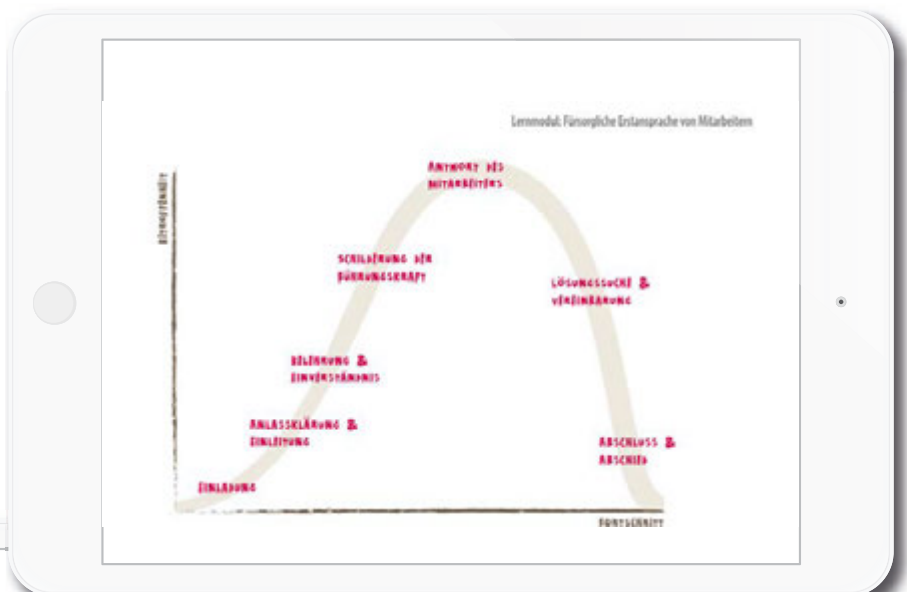 Lernmodul: Fürsorgliche Erstansprache von Mitarbeitern
ANTWORT DES
MITARBEITERS
SCHILDERUNG DER
FÜHRUNGSKRAFT
LÖSUNGSSUCHE &
VEREINBARUNG
BELEHRUNG &
EINVERSTÄNDNIS
ANLASSKLÄRUNG &
EINLEITUNG
ABSCHLUSS &
ABSCHIED
EINLADUNG
FORTSCHRITT